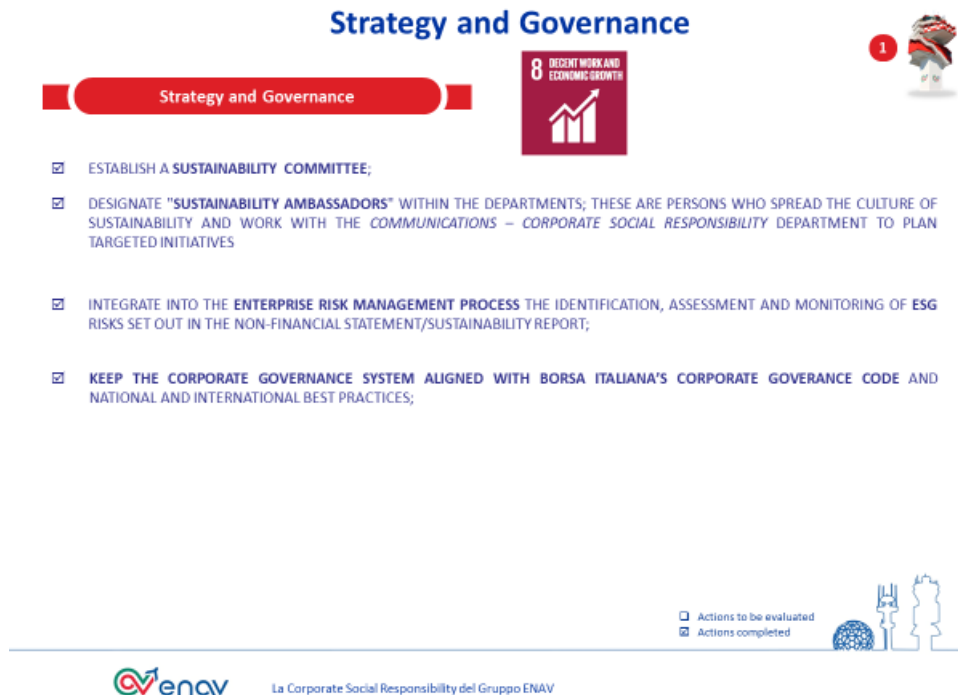 Strategy and Governance
1
8 DECENT WORK AND
ECONOMIC GROWTH
Strategy and Governance
☑ ESTABLISH A SUSTAINABILITY COMMITTEE;
☑ DESIGNATE "SUSTAINABILITY AMBASSADORS" WITHIN THE DEPARTMENTS; THESE ARE PERSONS WHO SPREAD THE CULTURE OF
SUSTAINABILITY AND WORK WITH THE COMMUNICATIONS – CORPORATE SOCIAL RESPONSIBILITY DEPARTMENT TO PLAN
TARGETED INITIATIVES
☑ INTEGRATE INTO THE ENTERPRISE RISK MANAGEMENT PROCESS THE IDENTIFICATION, ASSESSMENT AND MONITORING OF ESG
RISKS SET OUT IN THE NON-FINANCIAL STATEMENT/SUSTAINABILITY REPORT;
☑ KEEP THE CORPORATE GOVERNANCE SYSTEM ALIGNED WITH BORSA ITALIANA'S CORPORATE GOVERANCE CODE AND
NATIONAL AND INTERNATIONAL BEST PRACTICES;
☐ Actions to be evaluated
☑ Actions completed
enav
La Corporate Social Responsibility del Gruppo ENAV